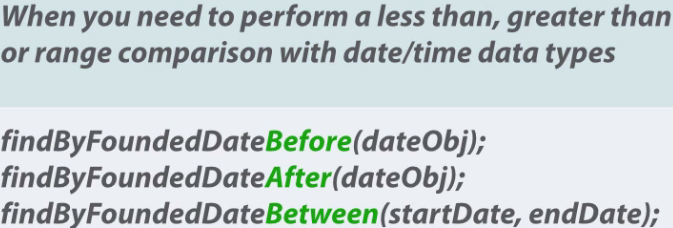 When you need to perform a less than, greater than
or range comparison with date/time data types
findByFoundedDateBefore(dateObj);
findByFoundedDateAfter(dateObj);
findByFoundedDateBetween(startDate, endDate);